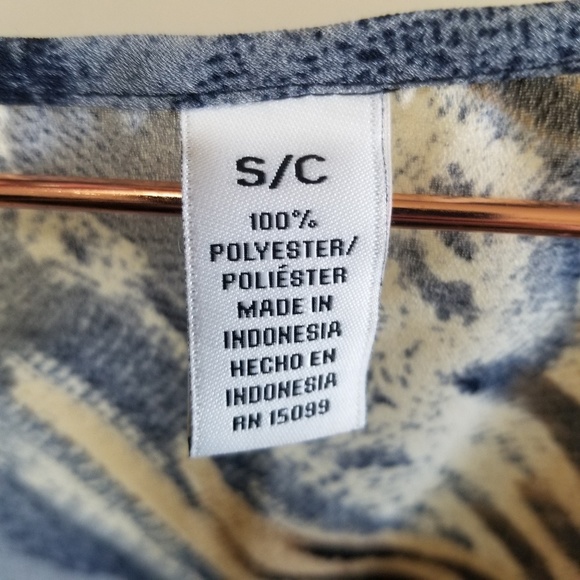 S/C
100%
POLYESTER/
POLIÉSTER
MADE IN
INDONESIA
HECHO EN
INDONESIA
RN 15099